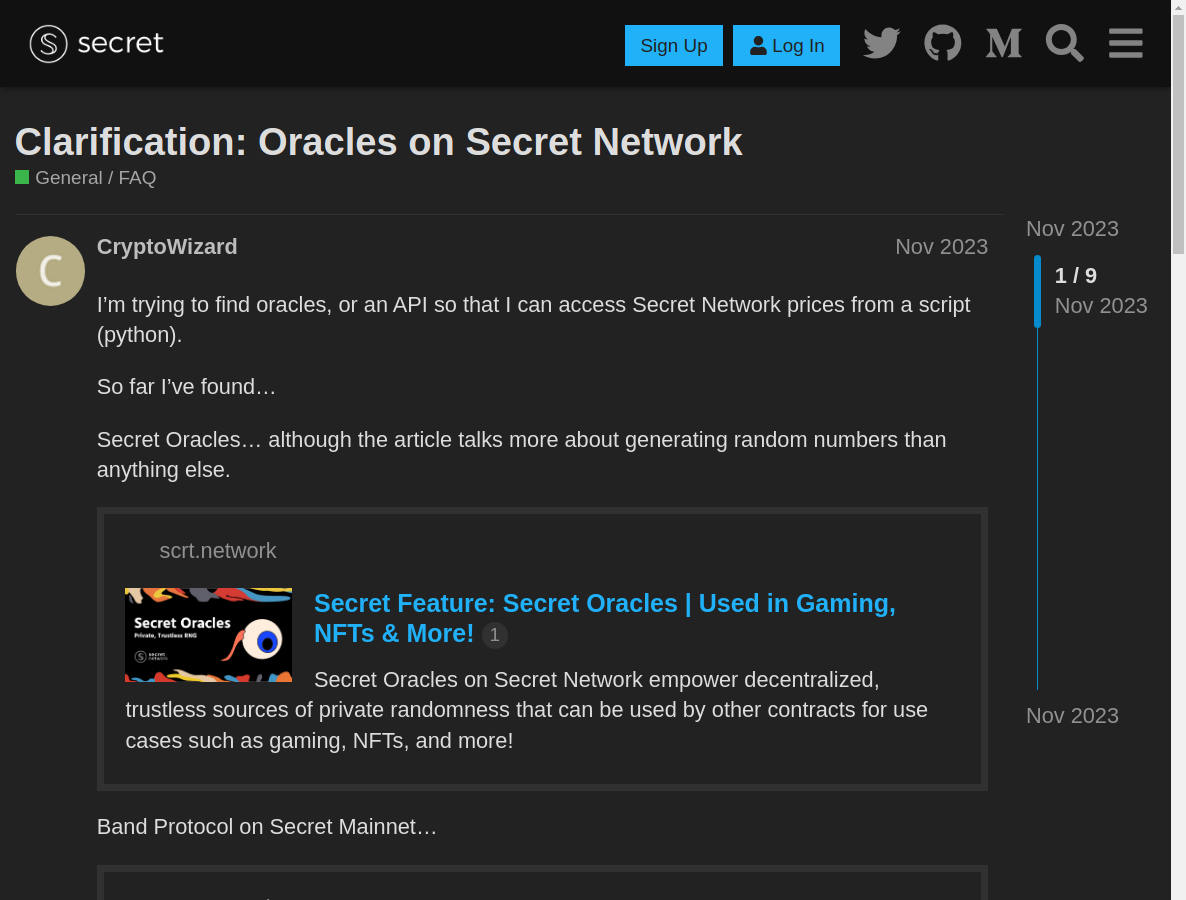 secret
Sign Up
Log In
Clarification: Oracles on Secret Network
General / FAQ
CryptoWizard
Nov 2023
I’m trying to find oracles, or an API so that I can access Secret Network prices from a script
(python).
So far I’ve found…
Secret Oracles… although the article talks more about generating random numbers than
anything else.
scrt.network
Secret Oracles
Private, Trustless RNG
secret
network
Secret Feature: Secret Oracles | Used in Gaming,
NFTs & More! 1
Secret Oracles on Secret Network empower decentralized,
trustless sources of private randomness that can be used by other contracts for use
cases such as gaming, NFTs, and more!
Band Protocol on Secret Mainnet…
Nov 2023
1 / 9
Nov 2023
Nov 2023